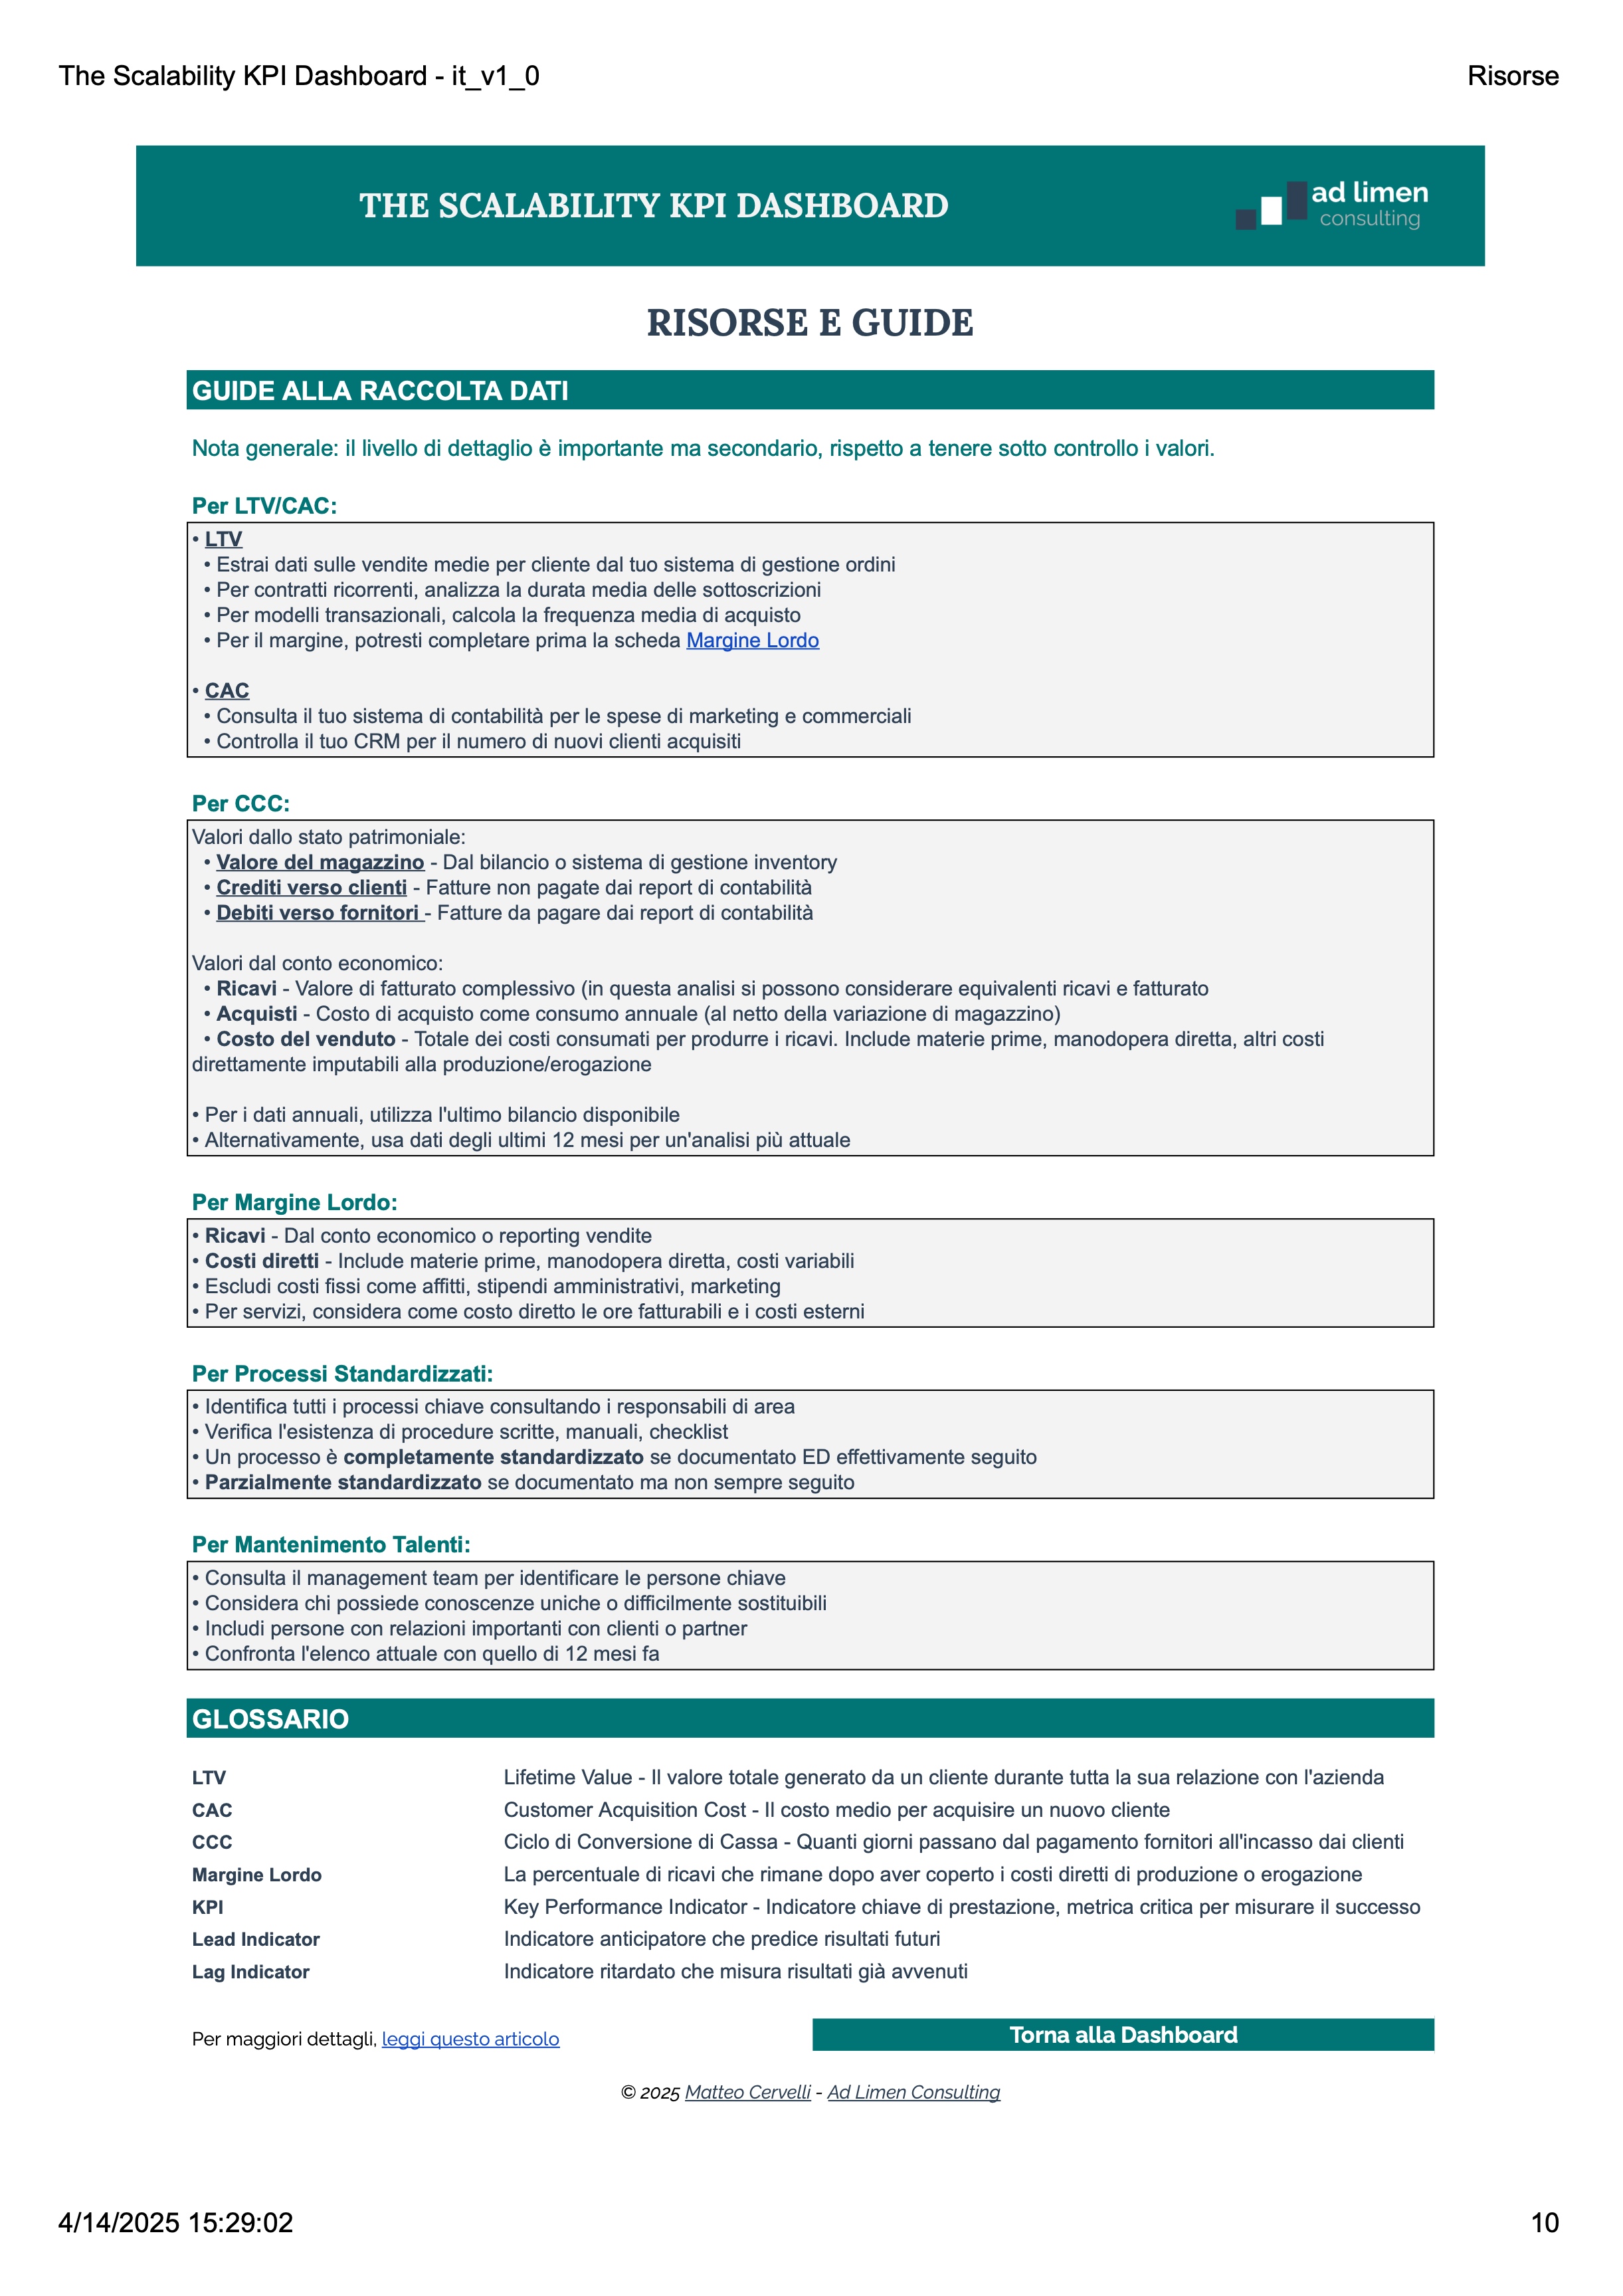 The Scalability KPI Dashboard - it_v1_0
Risorse
THE SCALABILITY KPI DASHBOARD
ad limen
consulting
RISORSE E GUIDE
GUIDE ALLA RACCOLTA DATI
Nota generale: il livello di dettaglio è importante ma secondario, rispetto a tenere sotto controllo i valori.
Per LTV/CAC:
• LTV
• Estrai dati sulle vendite medie per cliente dal tuo sistema di gestione ordini
• Per contratti ricorrenti, analizza la durata media delle sottoscrizioni
• Per modelli transazionali, calcola la frequenza media di acquisto
• Per il margine, potresti completare prima la scheda Margine Lordo
• CAC
• Consulta il tuo sistema di contabilità per le spese di marketing e commerciali
• Controlla il tuo CRM per il numero di nuovi clienti acquisiti
Per CCC:
Valori dallo stato patrimoniale:
• Valore del magazzino - Dal bilancio o sistema di gestione inventory
• Crediti verso clienti - Fatture non pagate dai report di contabilità
• Debiti verso fornitori - Fatture da pagare dai report di contabilità
Valori dal conto economico:
• Ricavi - Valore di fatturato complessivo (in questa analisi si possono considerare equivalenti ricavi e fatturato
• Acquisti - Costo di acquisto come consumo annuale (al netto della variazione di magazzino)
• Costo del venduto - Totale dei costi consumati per produrre i ricavi. Include materie prime, manodopera diretta, altri costi
direttamente imputabili alla produzione/erogazione
• Per i dati annuali, utilizza l'ultimo bilancio disponibile
• Alternativamente, usa dati degli ultimi 12 mesi per un'analisi più attuale
Per Margine Lordo:
• Ricavi - Dal conto economico o reporting vendite
• Costi diretti - Include materie prime, manodopera diretta, costi variabili
• Escludi costi fissi come affitti, stipendi amministrativi, marketing
• Per servizi, considera come costo diretto le ore fatturabili e i costi esterni
Per Processi Standardizzati:
• Identifica tutti i processi chiave consultando i responsabili di area
• Verifica l'esistenza di procedure scritte, manuali, checklist
• Un processo è completamente standardizzato se documentato ED effettivamente seguito
• Parzialmente standardizzato se documentato ma non sempre seguito
Per Mantenimento Talenti:
• Consulta il management team per identificare le persone chiave
• Considera chi possiede conoscenze uniche o difficilmente sostituibili
• Includi persone con relazioni importanti con clienti o partner
• Confronta l'elenco attuale con quello di 12 mesi fa
GLOSSARIO
LTV Lifetime Value - Il valore totale generato da un cliente durante tutta la sua relazione con l'azienda
CAC Customer Acquisition Cost - Il costo medio per acquisire un nuovo cliente
CCC Ciclo di Conversione di Cassa - Quanti giorni passano dal pagamento fornitori all'incasso dai clienti
Margine Lordo La percentuale di ricavi che rimane dopo aver coperto i costi diretti di produzione o erogazione
KPI Key Performance Indicator - Indicatore chiave di prestazione, metrica critica per misurare il successo
Lead Indicator Indicatore anticipatore che predice risultati futuri
Lag Indicator Indicatore ritardato che misura risultati già avvenuti
Per maggiori dettagli, leggi questo articolo
Torna alla Dashboard
© 2025 Matteo Cervelli - Ad Limen Consulting
4/14/2025 15:29:02
10